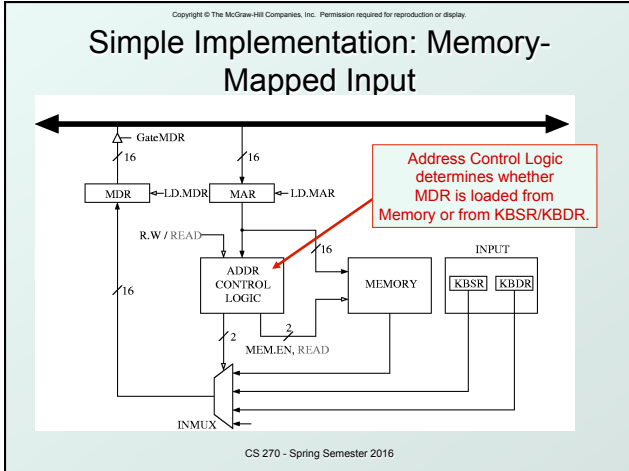 Copyright © The McGraw-Hill Companies, Inc. Permission required for reproduction or display.
Simple Implementation: Memory-
Mapped Input
GateMDR
16
16
MDR
LD.MDR
MAR
LD.MAR
Address Control Logic
determines whether
MDR is loaded from
Memory or from KBSR/KBDR.
R.W / READ
16
INPUT
ADDR
CONTROL
LOGIC
MEMORY
KBSR
KBDR
16
2
2
MEM.EN, READ
INMUX
CS 270 - Spring Semester 2016